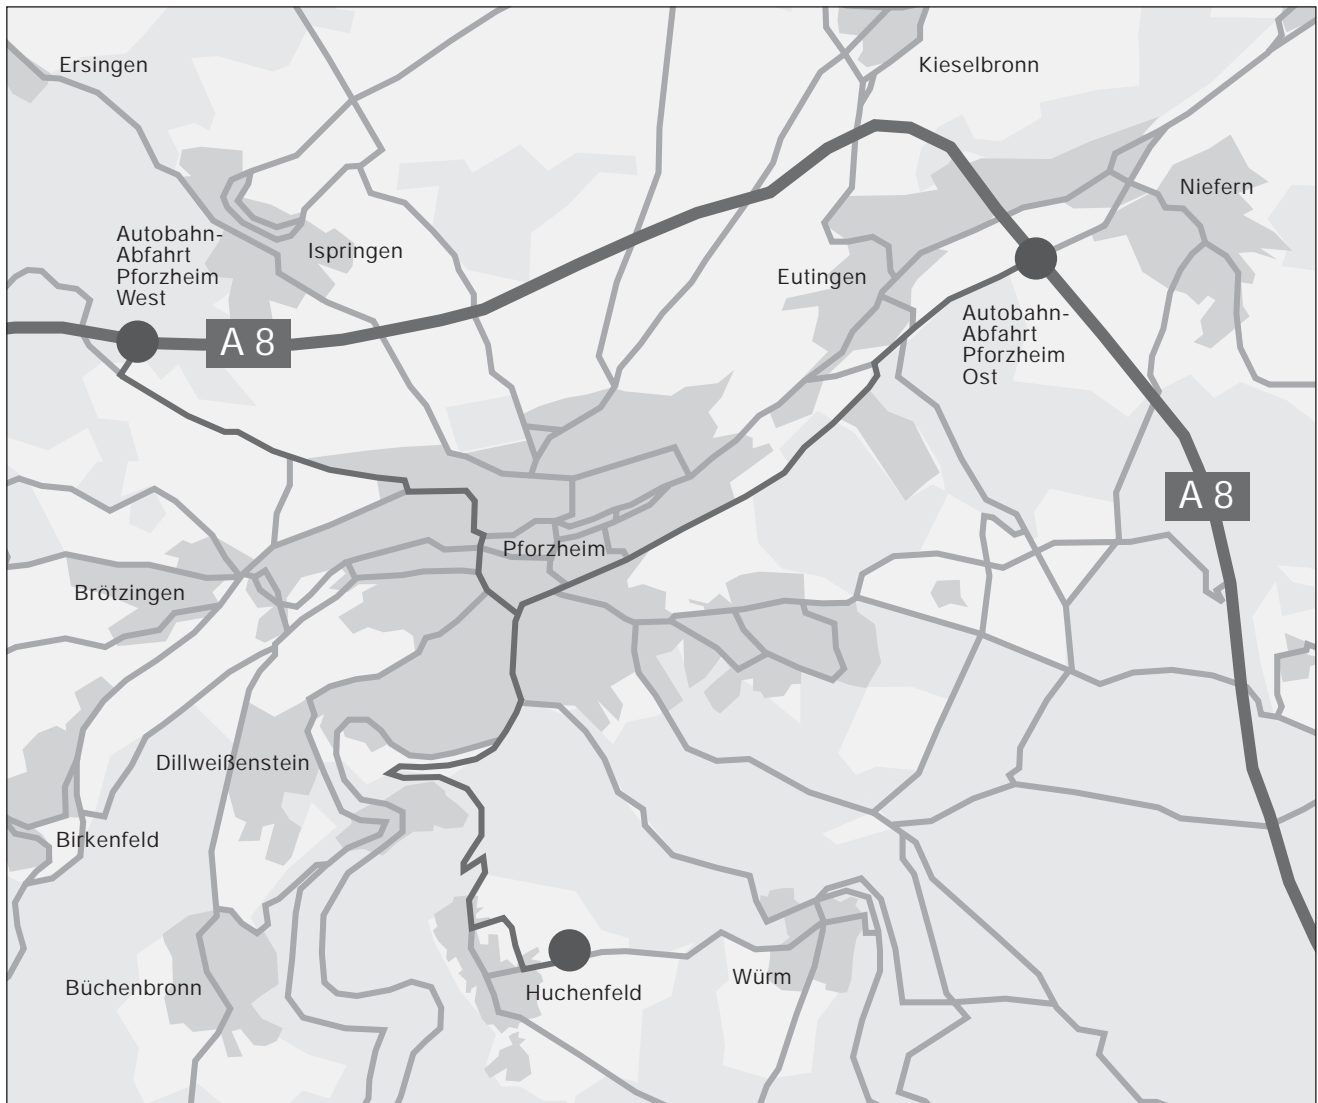 Ersingen
Kieselbronn
Niefern
Autobahn-
Abfahrt
Pforzheim
West
Ispringen
Eutingen
Autobahn-
Abfahrt
Pforzheim
Ost
A 8
A 8
Pforzheim
Brötzingen
Dillweißenstein
Birkenfeld
Büchenbronn
Würm
Huchenfeld